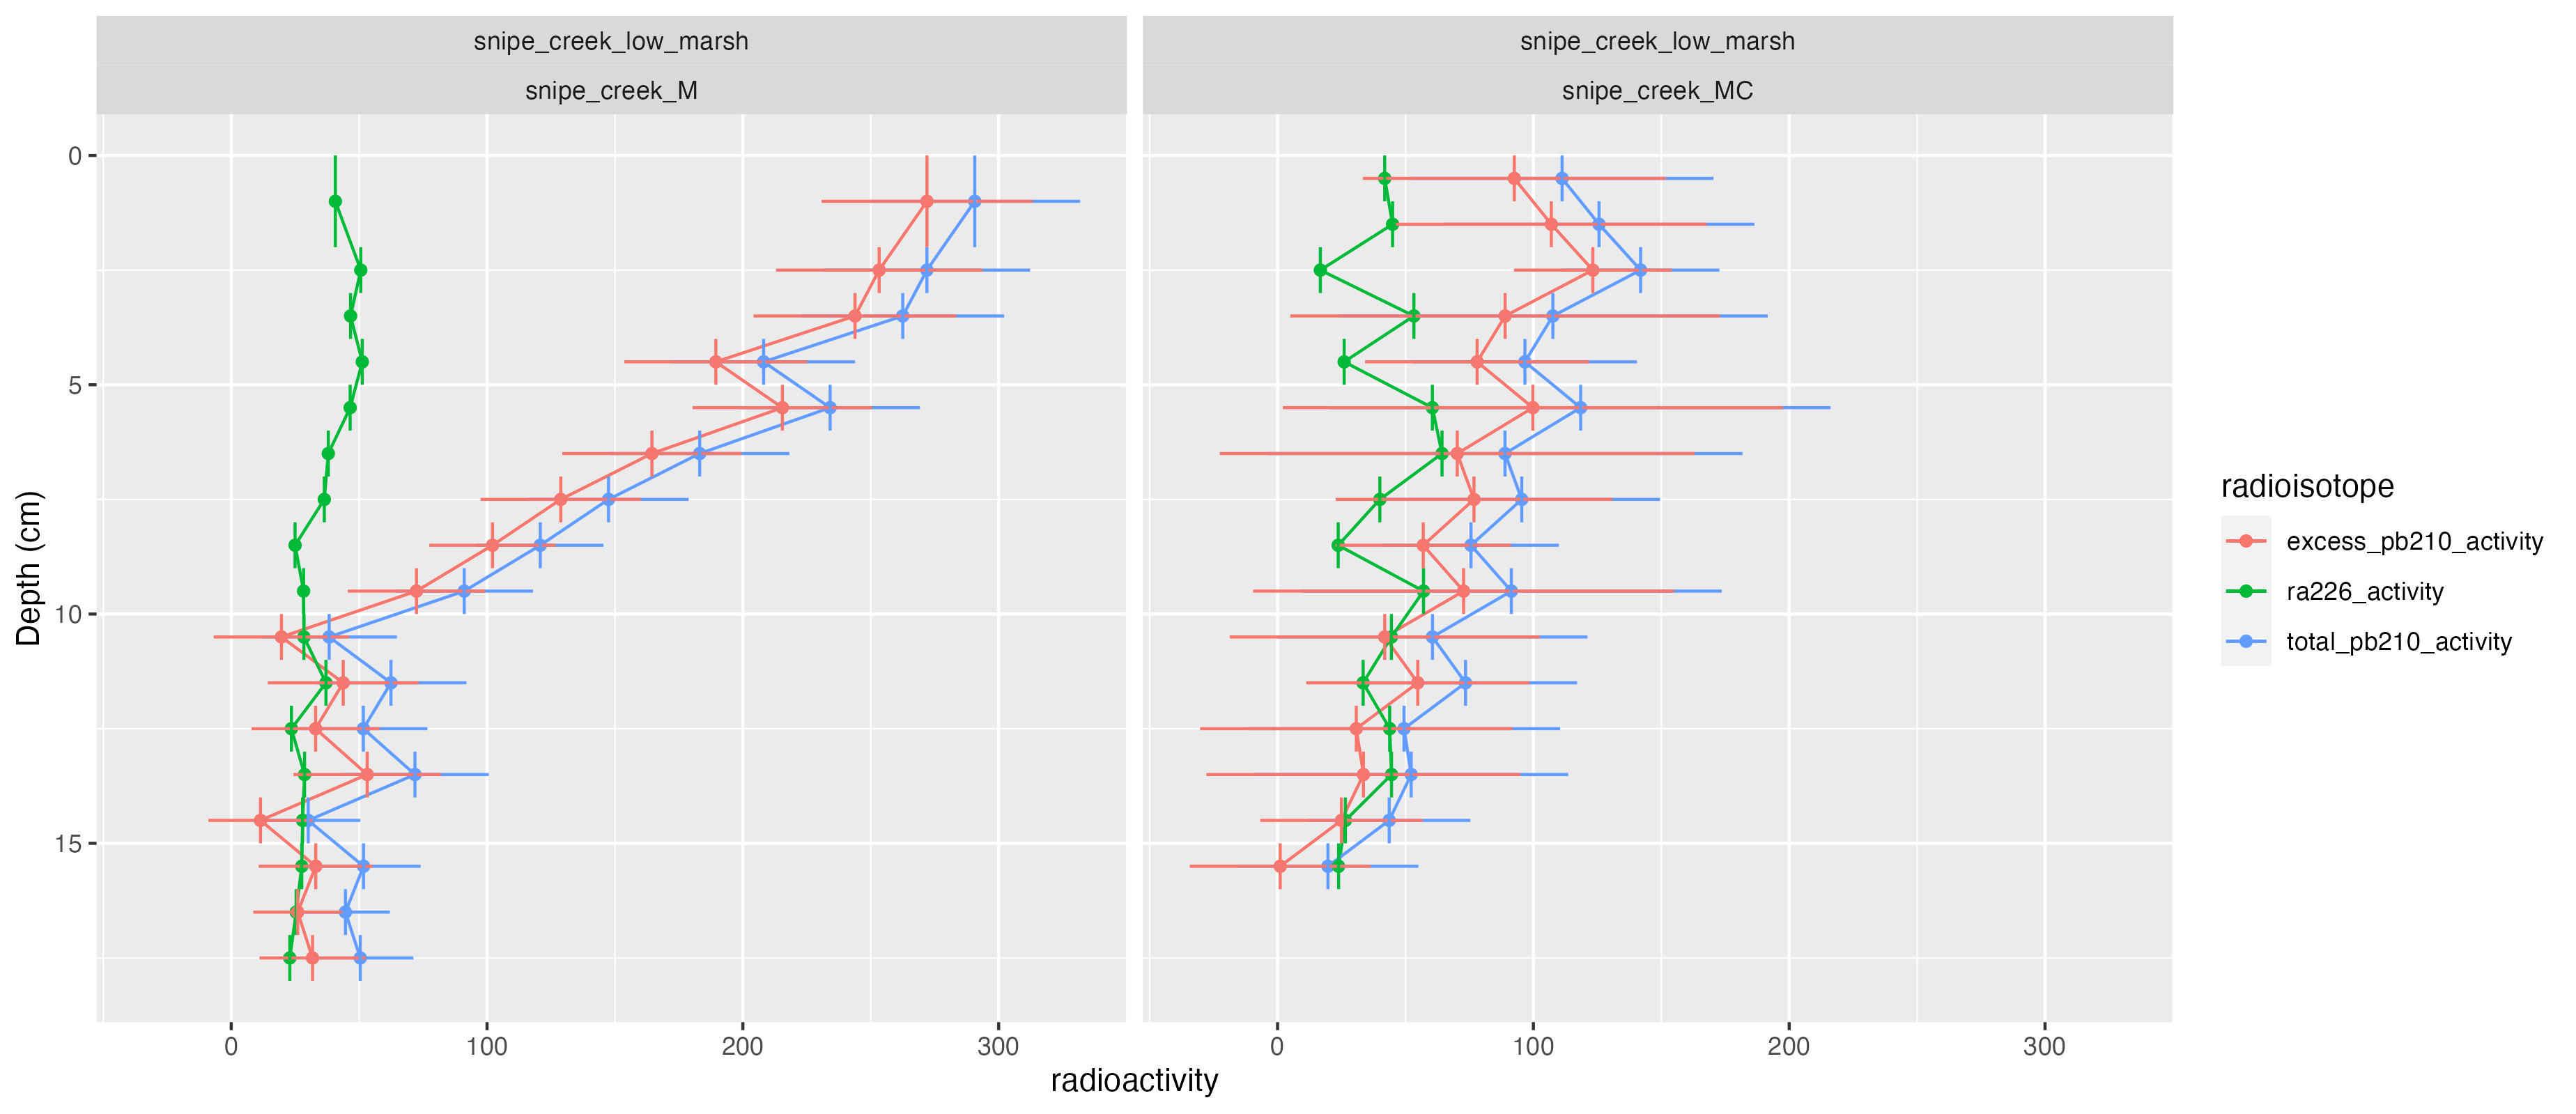 snipe_creek_low_marsh
snipe_creek_low_marsh
snipe_creek_M
snipe_creek_MC
0
5
10
15
Depth (cm)
0
100
200
300
0
100
200
300
radioactivity
radioisotope
excess_pb210_activity
ra226_activity
total_pb210_activity